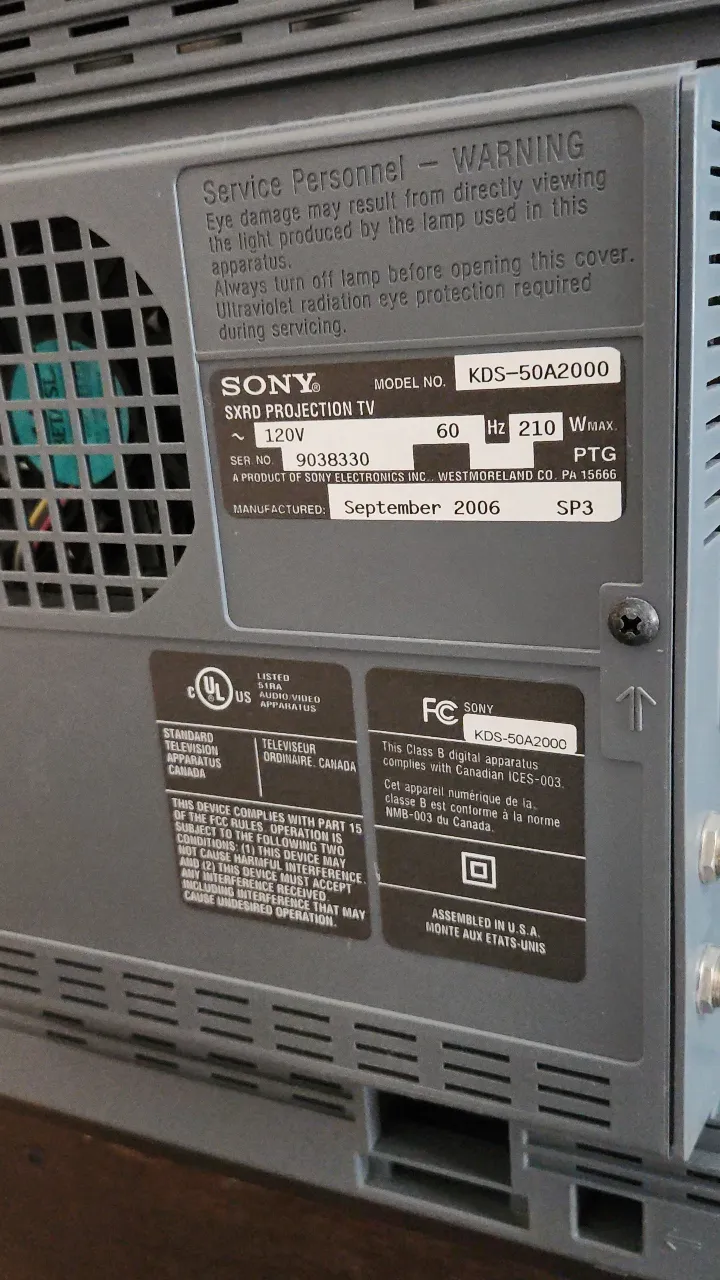 Service Personnel – WARNING
Eye damage may result from directly viewing
the light produced by the lamp used in this
apparatus.
Always turn off lamp before opening this cover.
Ultraviolet radiation eye protection required
during servicing.
SONY® MODEL NO. KDS-50A2000
SXRD PROJECTION TV
~ 120V 60 Hz 210 WMAX.
SER. NO. 9038330 PTG
A PRODUCT OF SONY ELECTRONICS INC., WESTMORELAND CO. PA 15666
MANUFACTURED: September 2006 SP3
C UL US
LISTED
51RA
AUDIO/VIDEO
APPARATUS
STANDARD
TELEVISION
APPARATUS
CANADA
TELEVISEUR
ORDINAIRE. CANADA
THIS DEVICE COMPLIES WITH PART 15
OF THE FCC RULES. OPERATION IS
SUBJECT TO THE FOLLOWING TWO
CONDITIONS: (1) THIS DEVICE MAY
NOT CAUSE HARMFUL INTERFERENCE.
AND (2) THIS DEVICE MUST ACCEPT
ANY INTERFERENCE RECEIVED.
INCLUDING INTERFERENCE THAT MAY
CAUSE UNDESIRED OPERATION.
FC SONY
KDS-50A2000
This Class B digital apparatus
complies with Canadian ICES-003.
Cet appareil numérique de la
classe B est conforme à la norme
NMB-003 du Canada.
ASSEMBLED IN U.S.A.
MONTE AUX ETATS-UNIS